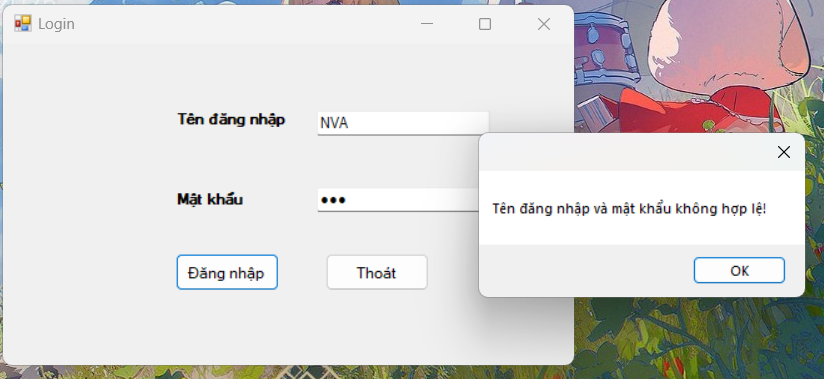 Login
Tên đăng nhập
NVA
Mật khẩu
●●●
Đăng nhập
Thoát
Tên đăng nhập và mật khẩu không hợp lệ!
OK